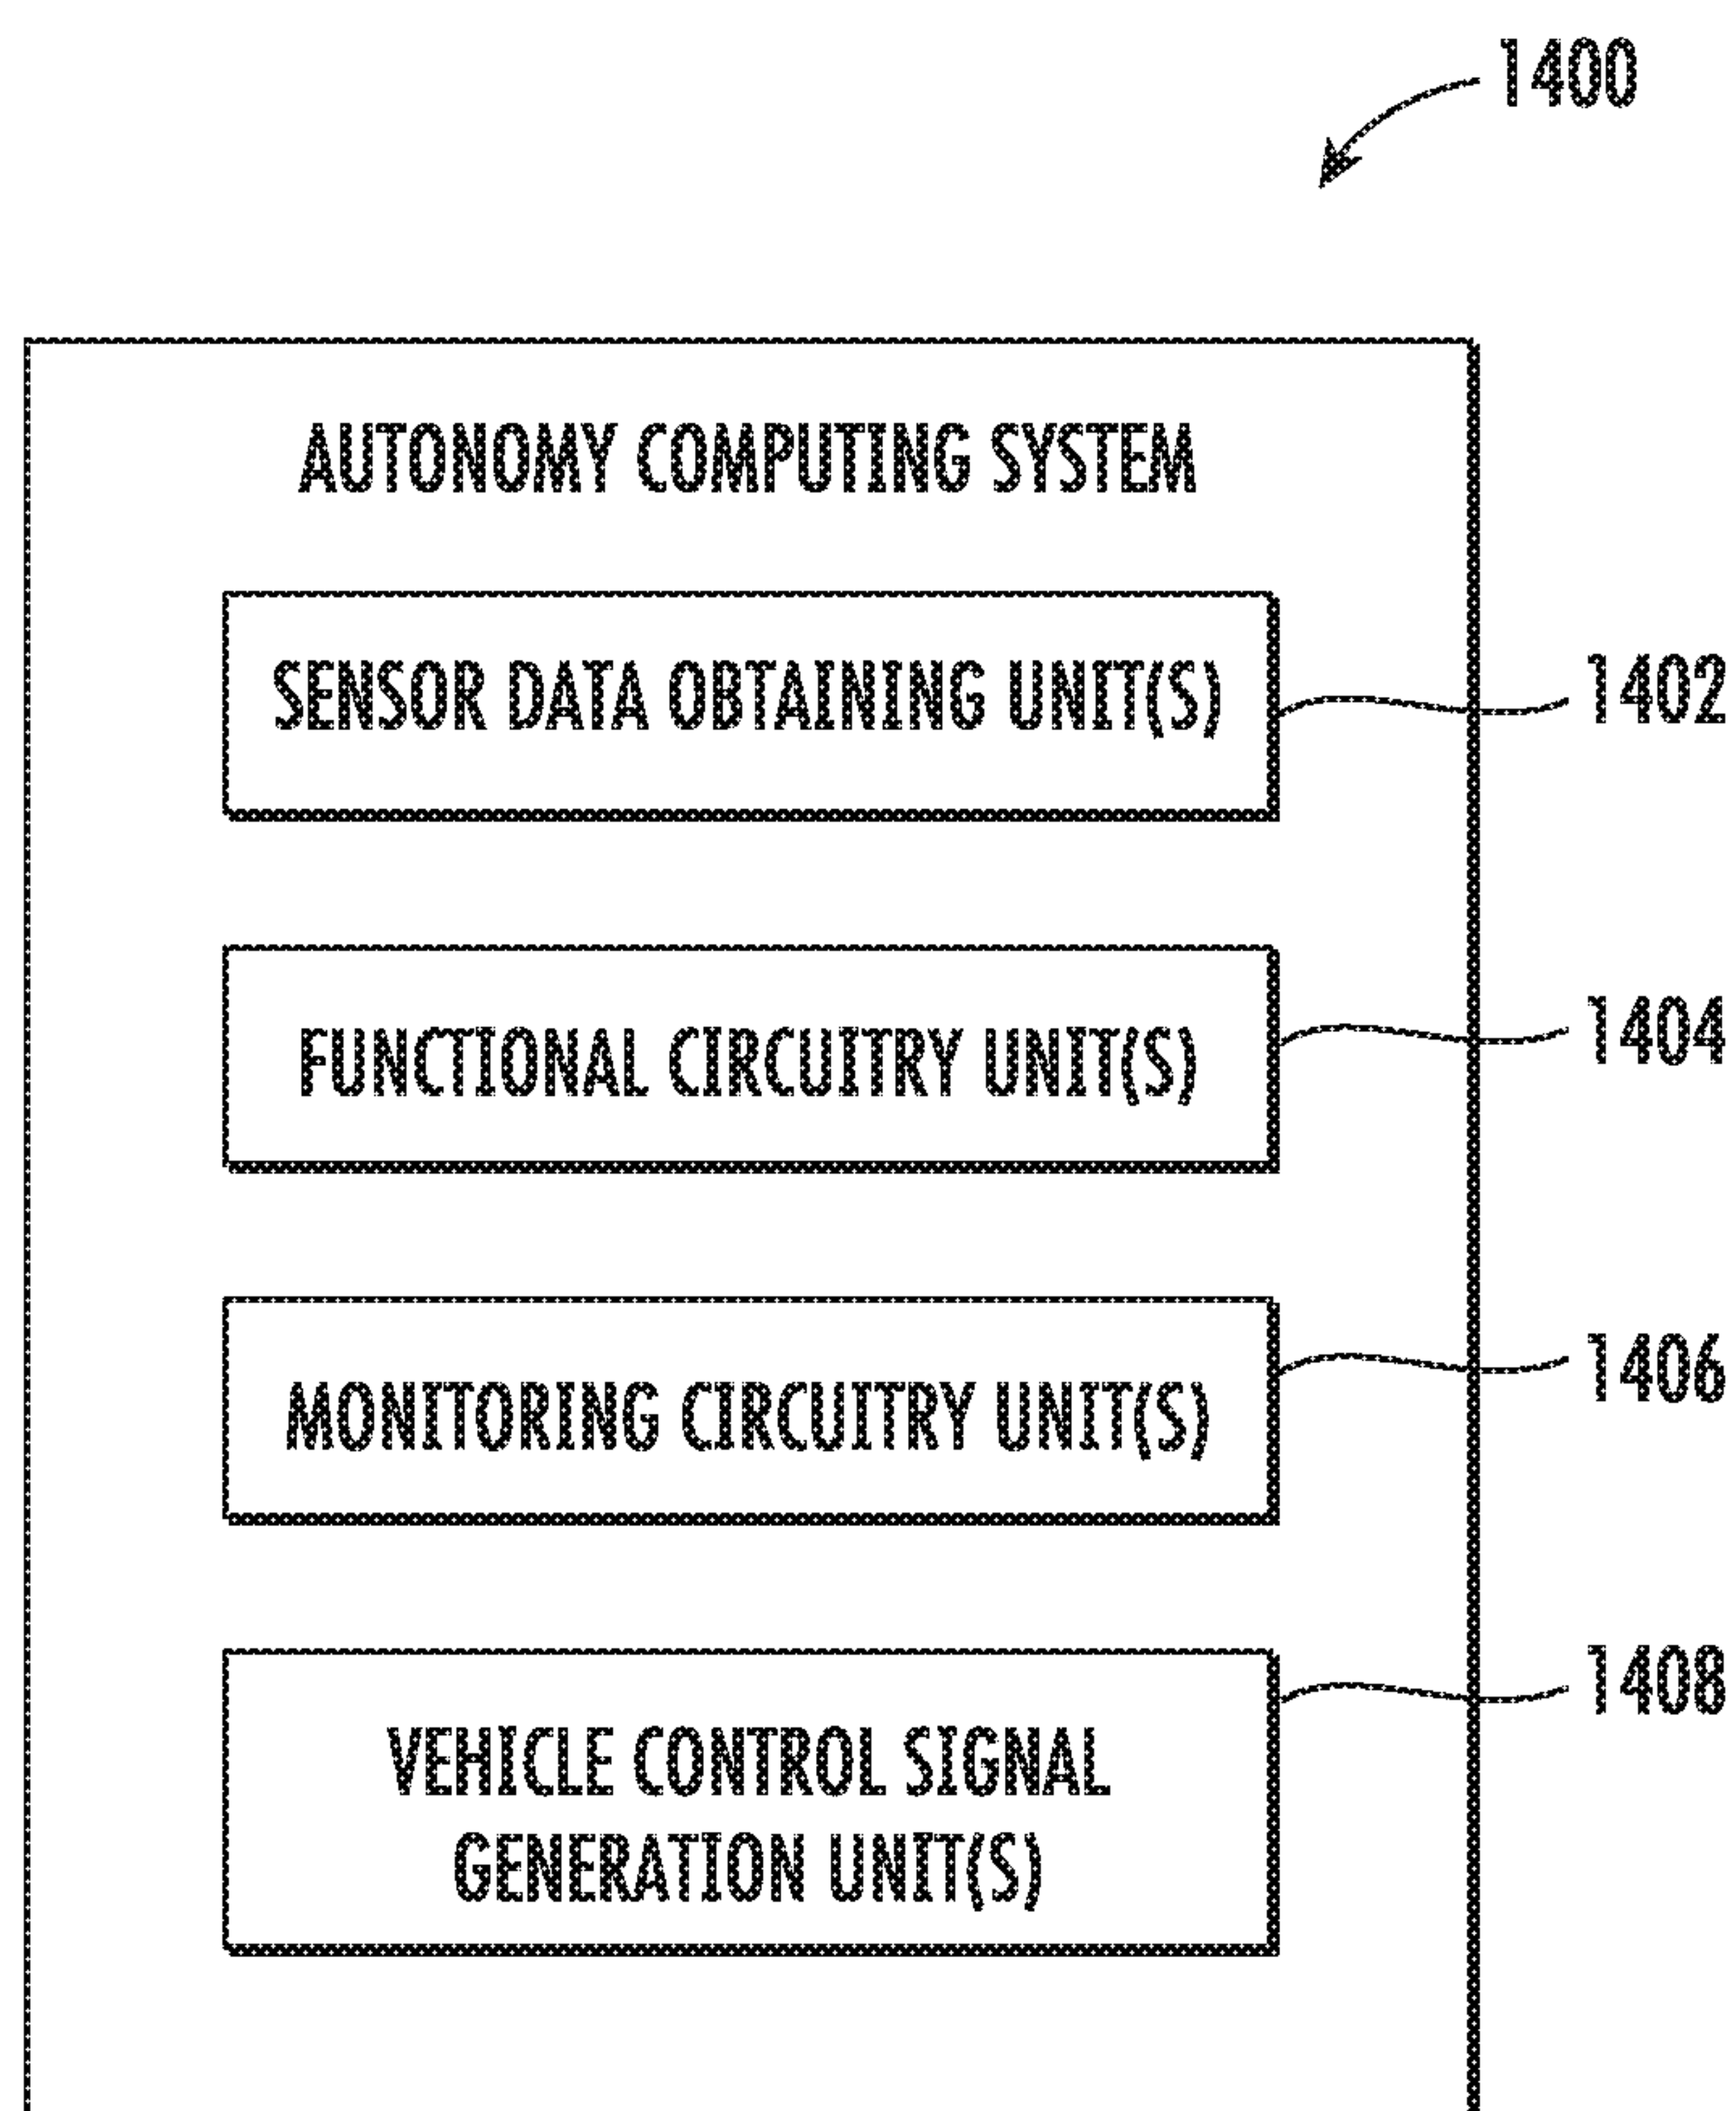 1400
AUTONOMY COMPUTING SYSTEM
SENSOR DATA OBTAINING UNIT(S)
1402
FUNCTIONAL CIRCUITRY UNIT(S)
1404
MONITORING CIRCUITRY UNIT(S)
1406
VEHICLE CONTROL SIGNAL
GENERATION UNIT(S)
1408